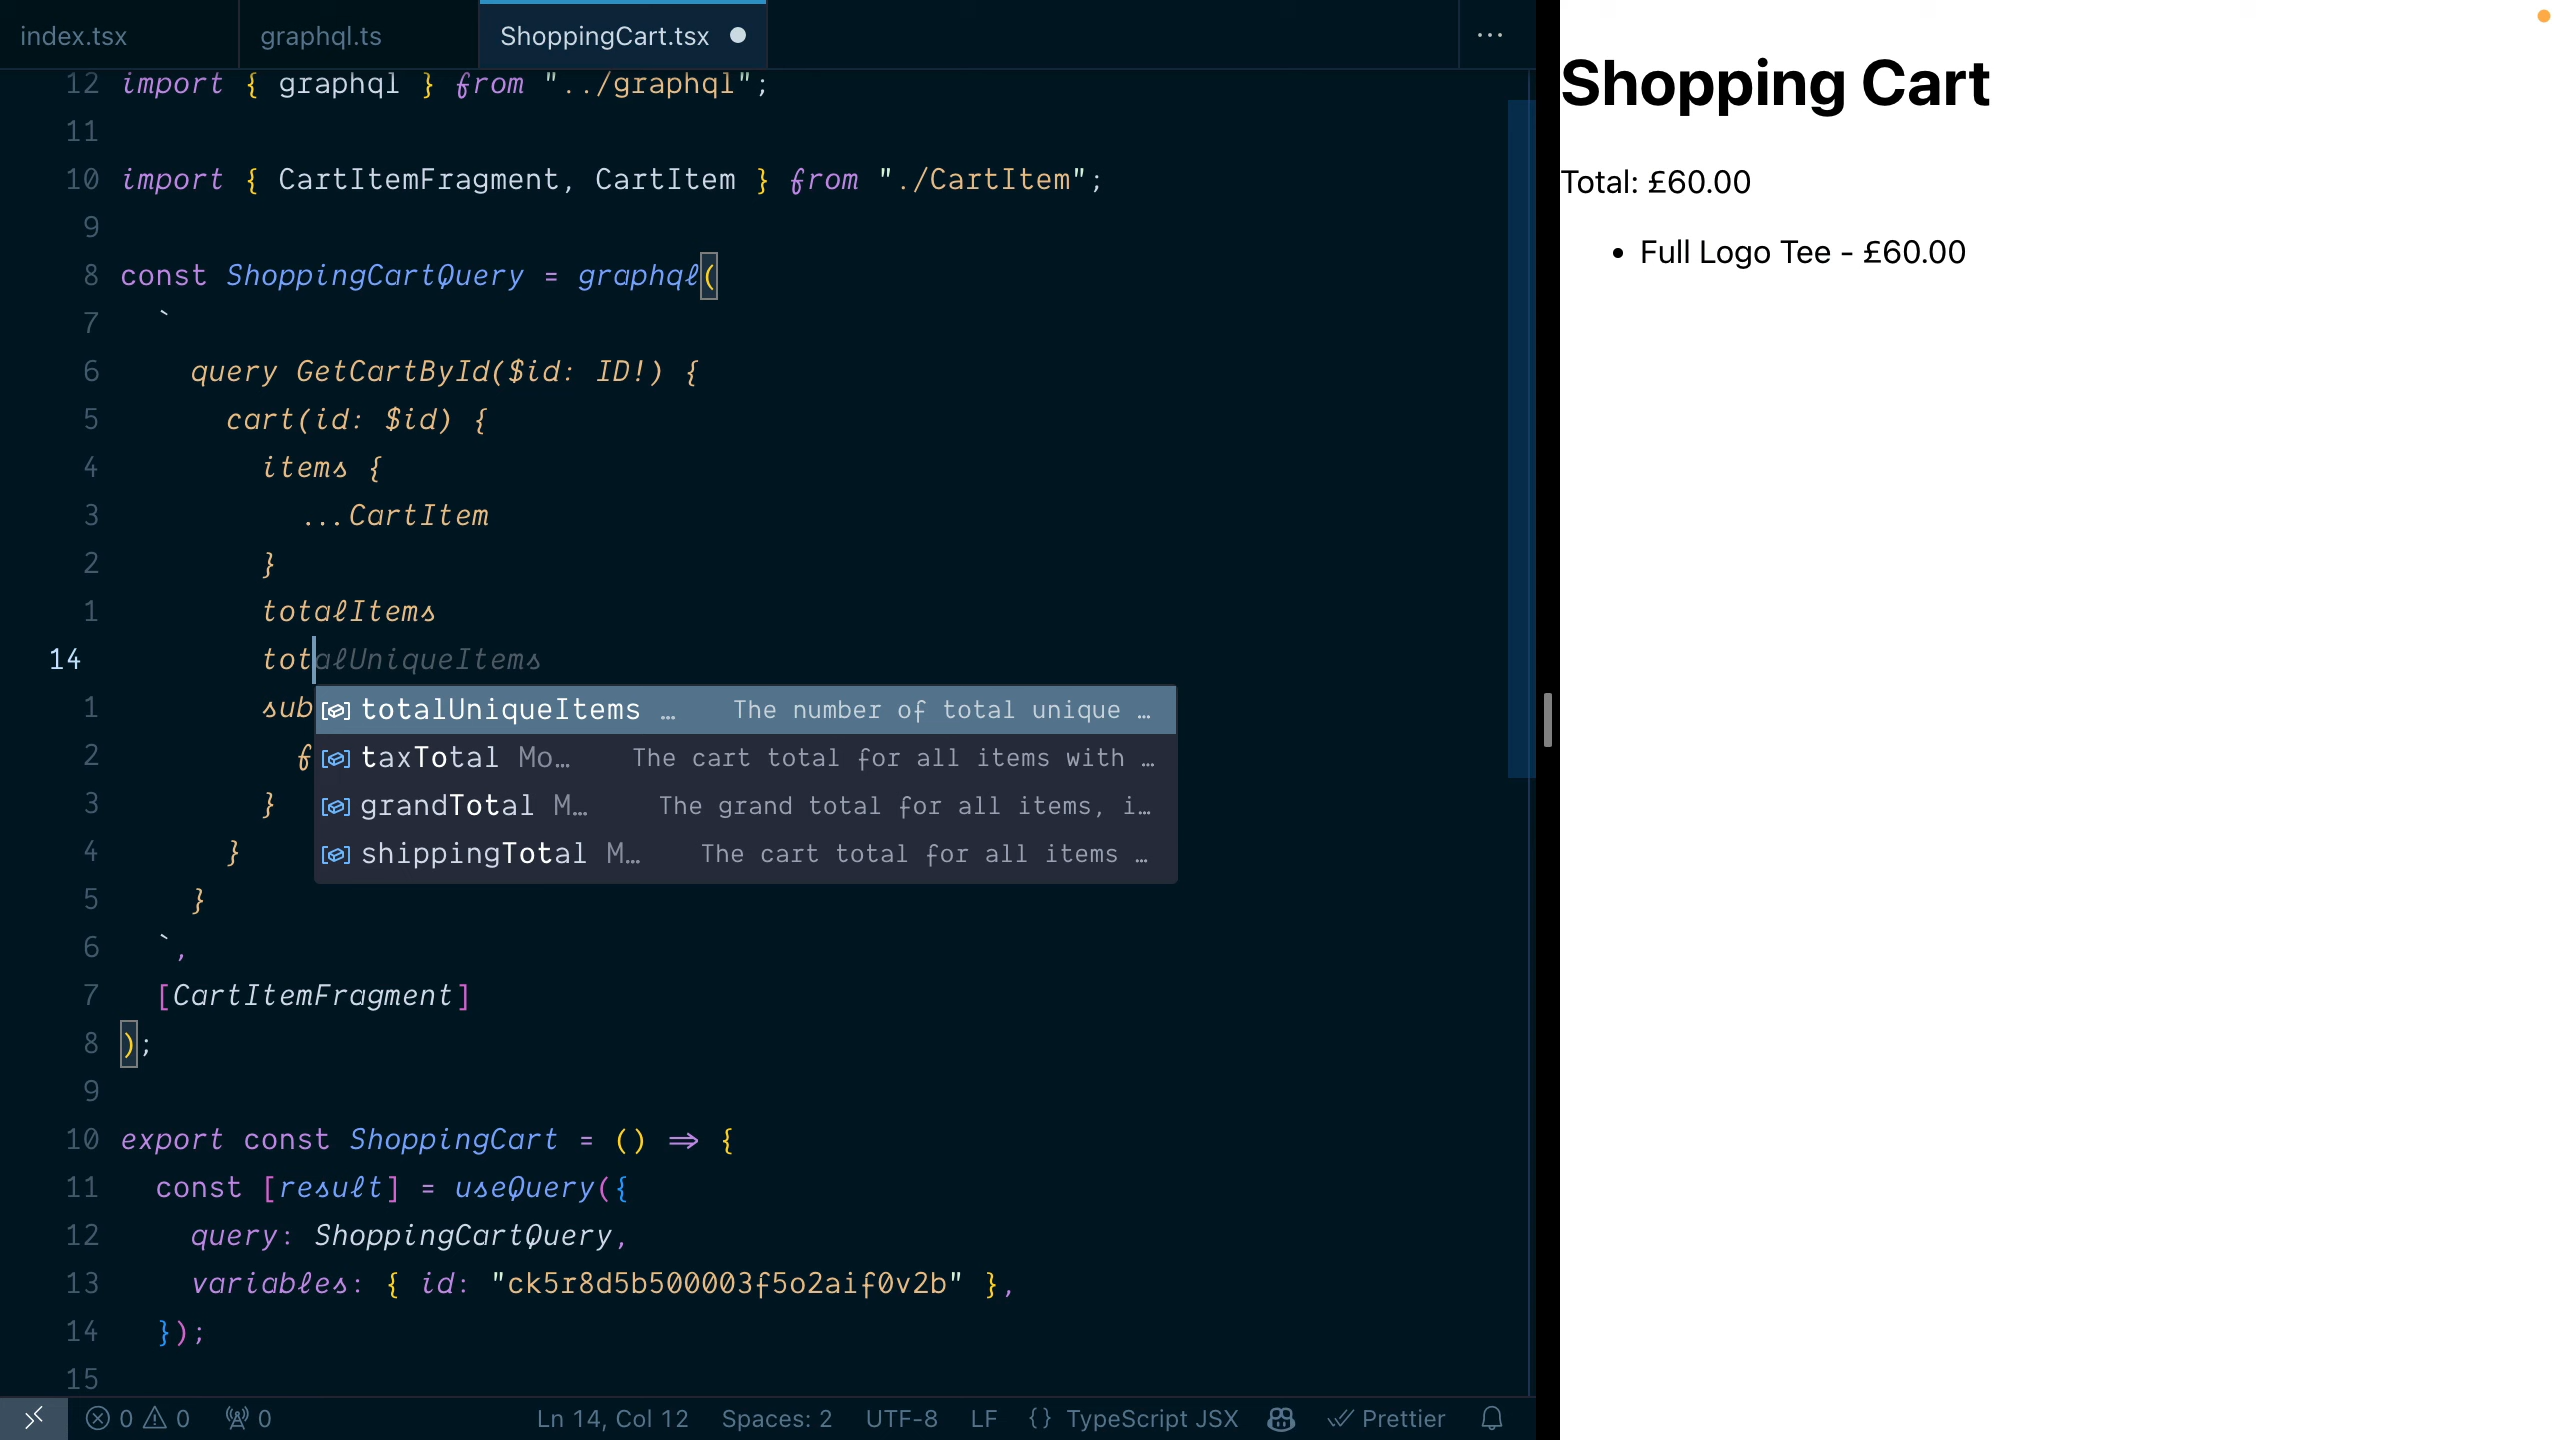 index.tsx graphql.ts ShoppingCart.tsx ...
12 import { graphql } from "../graphql";
11
10 import { CartItemFragment, CartItem } from "./CartItem";
9
8 const ShoppingCartQuery = graphql(
7 `
6 query GetCartById($id: ID!) {
5 cart(id: $id) {
4 items {
3 ...CartItem
2 }
1 totalItems
14 totalUniqueItems
1 sub
totalUniqueItems … The number of total unique …
2 f
taxTotal Mo… The cart total for all items with …
3 }
grandTotal M… The grand total for all items, i…
4 }
shippingTotal M… The cart total for all items …
5 }
6 `,
7 [CartItemFragment]
8 );
9
10 export const ShoppingCart = () => {
11 const [result] = useQuery({
12 query: ShoppingCartQuery,
13 variables: { id: "ck5r8d5b500003f5o2aif0v2b" },
14 });
15
0 0 0 Ln 14, Col 12 Spaces: 2 UTF-8 LF {} TypeScript JSX Prettier
Shopping Cart
Total: £60.00
• Full Logo Tee - £60.00